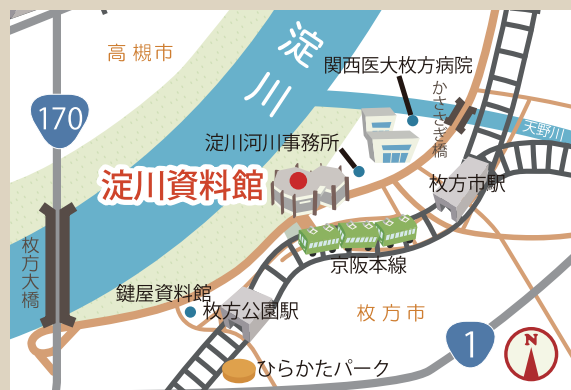 高槻市
淀川
関西医大枚方病院
170
かささぎ橋
天野川
淀川河川事務所
淀川資料館
枚方市駅
枚方大橋
京阪本線
鍵屋資料館
枚方公園駅
枚方市
1
N
ひらかたパーク